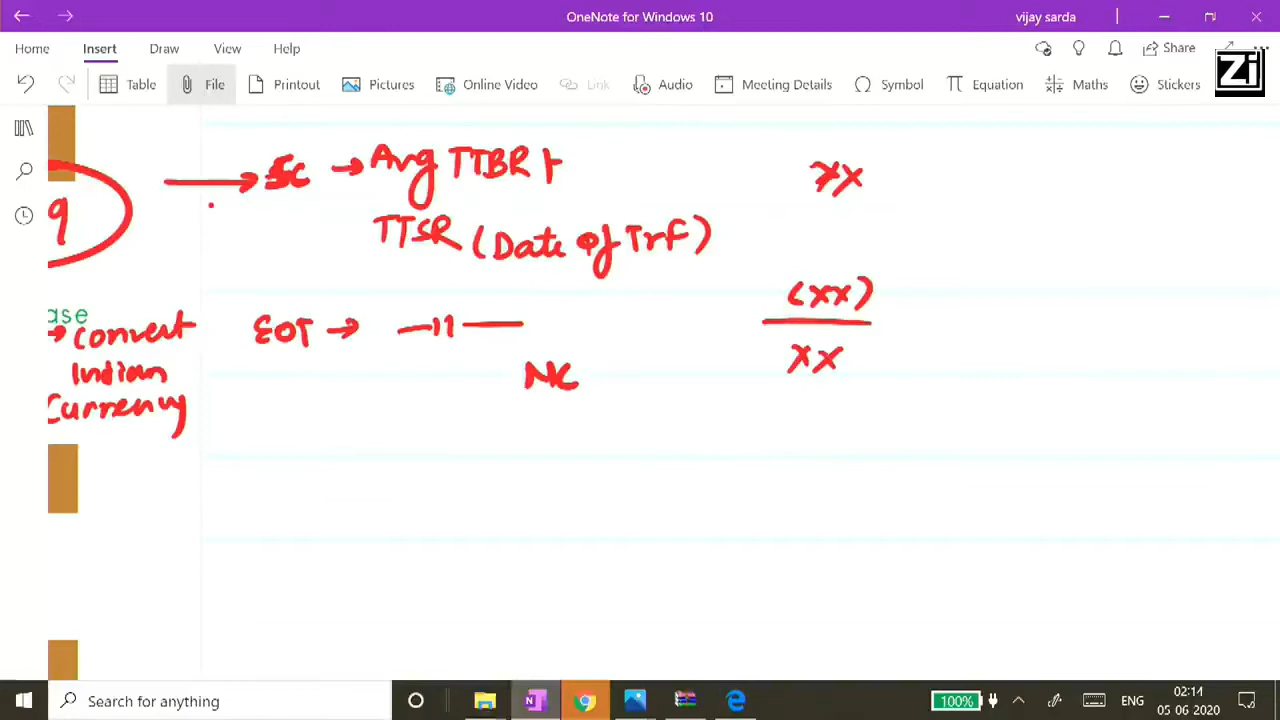 OneNote for Windows 10
vijay sarda
Home Insert Draw View Help
Share
Table File Printout Pictures Online Video Link Audio Meeting Details Symbol Equation Maths Stickers
Zi
SC → Avg TTBR +
xx
TTSR (Date of Trf)
9
(xx)
ase
EOT → —11—
→ Convert
xx
Indian
NC
Currency
Search for anything
100%
ENG
02:14
05-06-2020